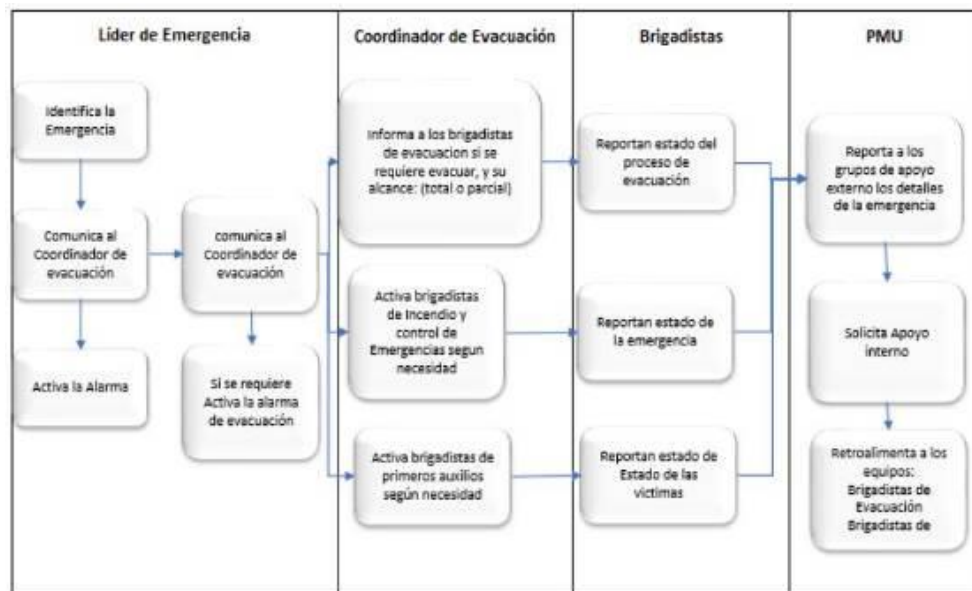 Líder de Emergencia
Coordinador de Evacuación
Brigadistas
PMU
Identifica la
Emergencia
Comunica al
Coordinador de
evacuación
Activa la Alarma
comunica al
Coordinador de
evacuación
Si se requiere
Activa la alarma
de evacuación
Informa a los brigadistas
de evacuacion si se
requiere evacuar, y su
alcance: (total o parcial)
Activa brigadistas
de Incendio y
control de
Emergencias segun
necesidad
Activa brigadistas de
primeros auxilios
según necesidad
Reportan estado del
proceso de
evacuación
Reportan estado de
la emergencia
Reportan estado de
Estado de las
victimas
Reporta a los
grupos de apoyo
externo los detalles
de la emergencia
Solicita Apoyo
interno
Retroalimenta a los
equipos:
Brigadistas de
Evacuación
Brigadistas de